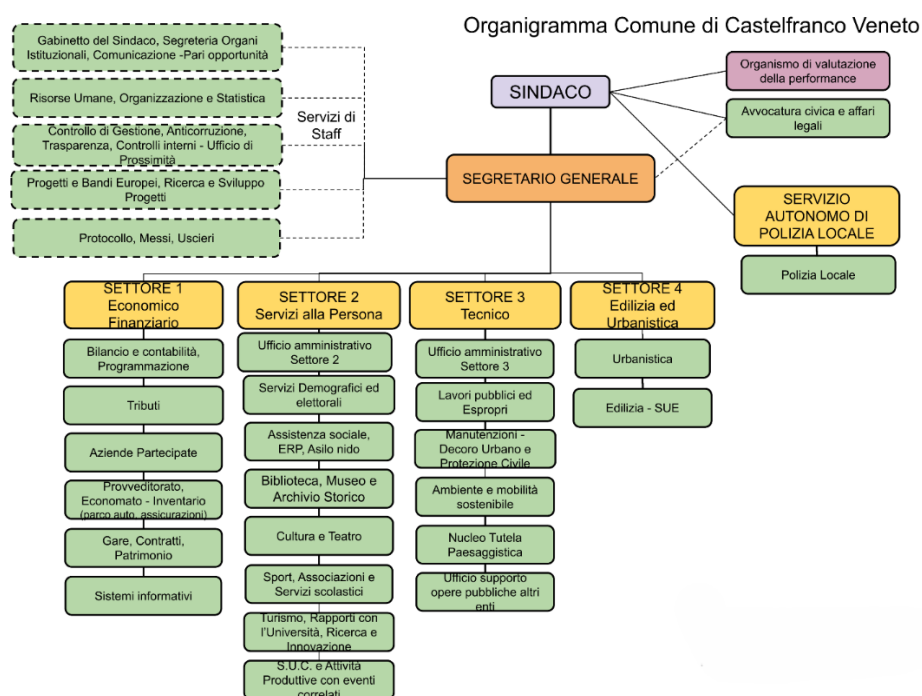 Organigramma Comune di Castelfranco Veneto
Gabinetto del Sindaco, Segreteria Organi
Istituzionali, Comunicazione -Pari opportunità
Risorse Umane, Organizzazione e Statistica
Controllo di Gestione, Anticorruzione,
Trasparenza, Controlli interni - Ufficio di
Prossimità
Progetti e Bandi Europei, Ricerca e Sviluppo
Progetti
Protocollo, Messi, Uscieri
Servizi di
Staff
SINDACO
SEGRETARIO GENERALE
Organismo di valutazione
della performance
Avvocatura civica e affari
legali
SERVIZIO
AUTONOMO DI
POLIZIA LOCALE
Polizia Locale
SETTORE 1
Economico
Finanziario
Bilancio e contabilità,
Programmazione
Tributi
Aziende Partecipate
Provveditorato,
Economato - Inventario
(parco auto, assicurazioni)
Gare, Contratti,
Patrimonio
Sistemi informativi
SETTORE 2
Servizi alla Persona
Ufficio amministrativo
Settore 2
Servizi Demografici ed
elettorali
Assistenza sociale,
ERP, Asilo nido
Biblioteca, Museo e
Archivio Storico
Cultura e Teatro
Sport, Associazioni e
Servizi scolastici
Turismo, Rapporti con
l'Università, Ricerca e
Innovazione
S.U.C. e Attività
Produttive con eventi
correlati
SETTORE 3
Tecnico
Ufficio amministrativo
Settore 3
Lavori pubblici ed
Espropri
Manutenzioni -
Decoro Urbano e
Protezione Civile
Ambiente e mobilità
sostenibile
Nucleo Tutela
Paesaggistica
Ufficio supporto
opere pubbliche altri
enti
SETTORE 4
Edilizia ed
Urbanistica
Urbanistica
Edilizia - SUE